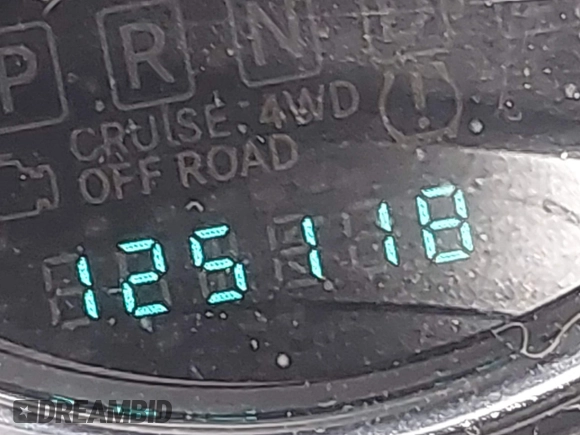 P R N
CRUISE 4WD
OFF ROAD
125118
DREAMBID